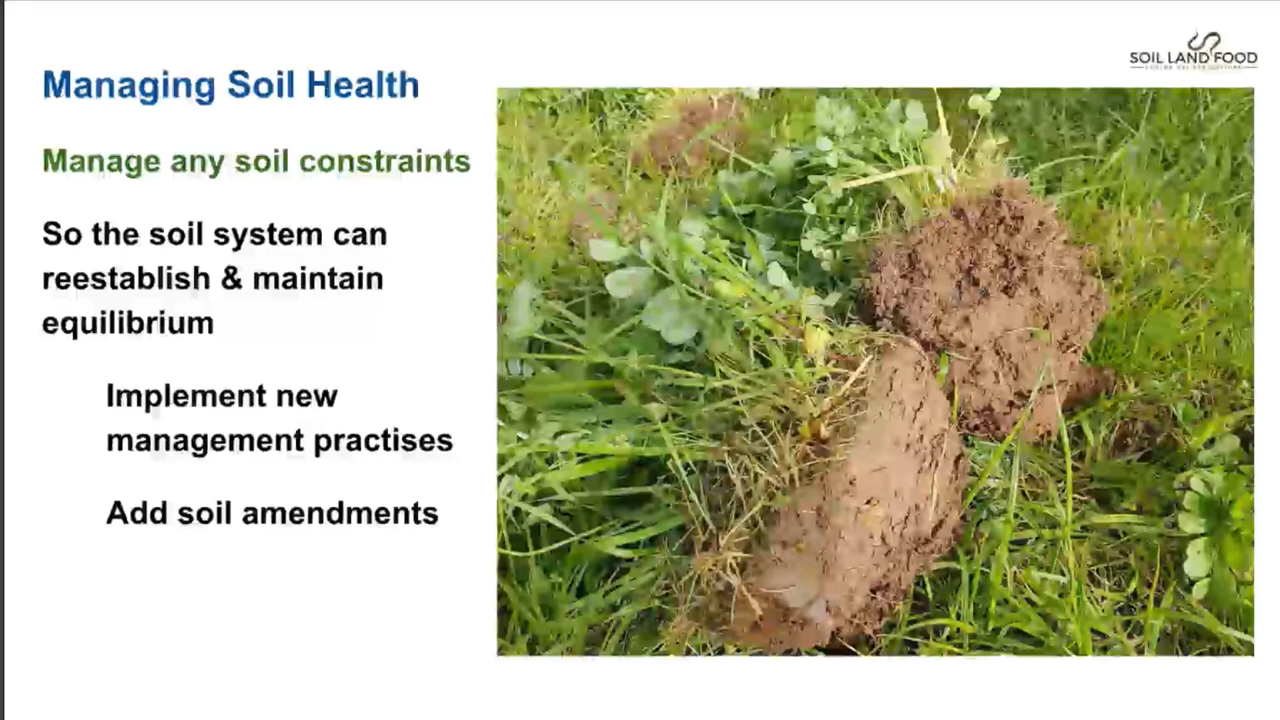 SOIL LAND FOOD
Managing Soil Health
Manage any soil constraints
So the soil system can
reestablish & maintain
equilibrium
Implement new
management practises
Add soil amendments